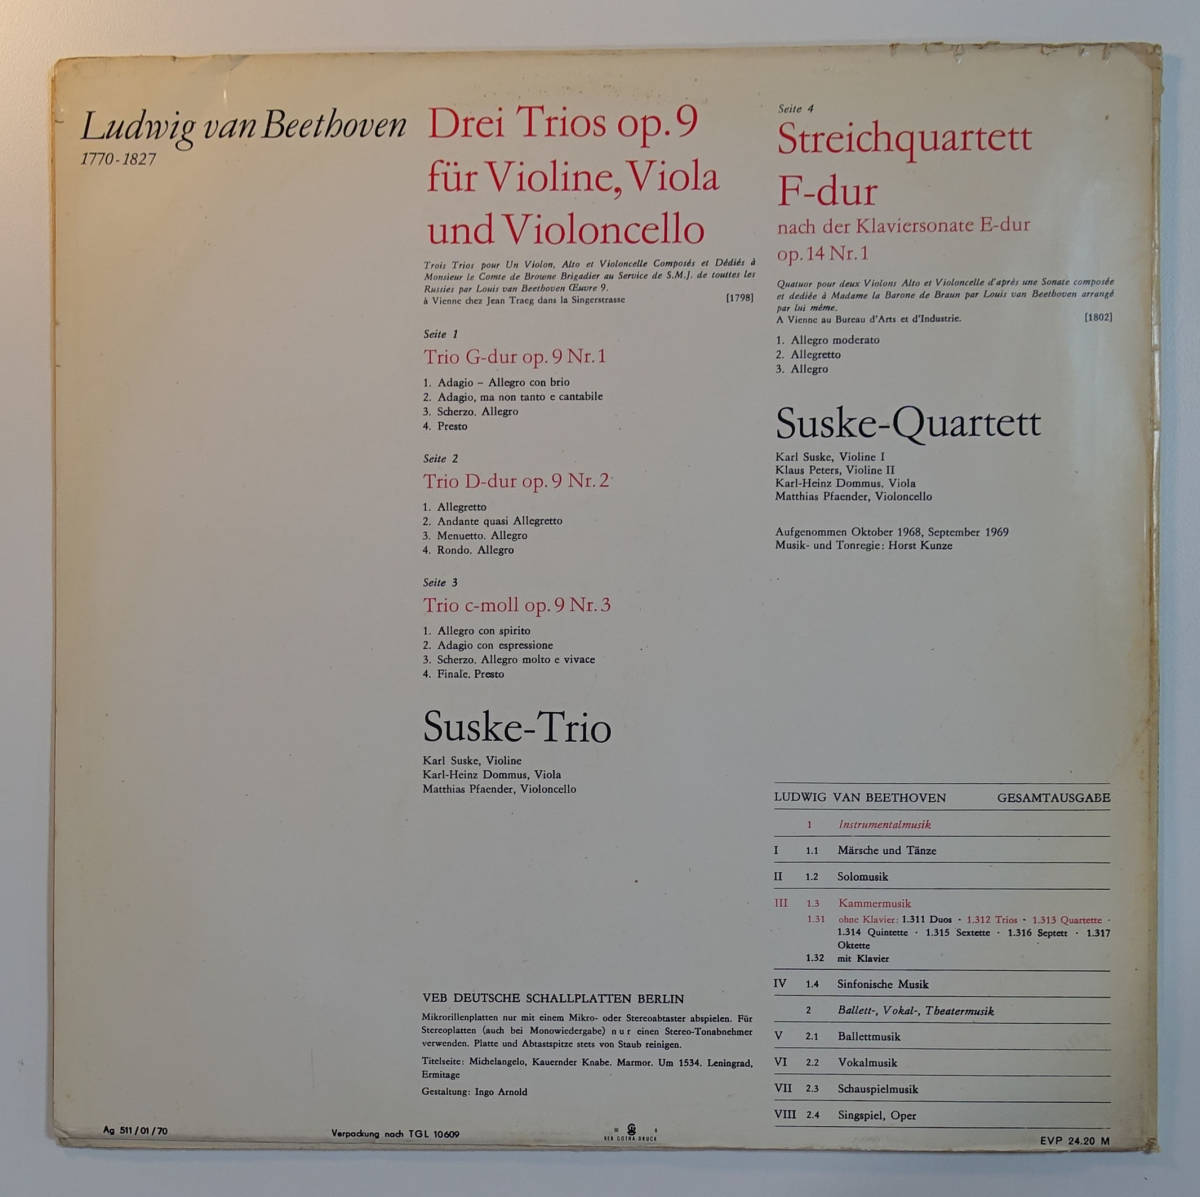 Ludwig van Beethoven
1770-1827
Drei Trios op. 9
für Violine, Viola
und Violoncello
Trois Trios pour Un Violon, Alto et Violoncelle Composés et Dédiés à
Monsieur le Comte de Browne Brigadier au Service de S.M.J. de touttes les
Russies par Louis van Beethoven Œuvre 9.
à Vienne chez Jean Traeg dans la Singerstrasse [1798]
Seite 1
Trio G-dur op. 9 Nr. 1
1. Adagio – Allegro con brio
2. Adagio, ma non tanto e cantabile
3. Scherzo. Allegro
4. Presto
Seite 2
Trio D-dur op. 9 Nr. 2
1. Allegretto
2. Andante quasi Allegretto
3. Menuetto. Allegro
4. Rondo. Allegro
Seite 3
Trio c-moll op. 9 Nr. 3
1. Allegro con spirito
2. Adagio con espressione
3. Scherzo. Allegro molto e vivace
4. Finale. Presto
Suske-Trio
Karl Suske, Violine
Karl-Heinz Dommus, Viola
Matthias Pfaender, Violoncello
VEB DEUTSCHE SCHALLPLATTEN BERLIN
Mikrorillenplatten nur mit einem Mikro- oder Stereoabtaster abspielen. Für
Stereoplatten (auch bei Monowiedergabe) nur einen Stereo-Tonabnehmer
verwenden. Platte und Abtastspitze stets von Staub reinigen.
Titelseite: Michelangelo, Kauernder Knabe. Marmor. Um 1534. Leningrad,
Ermitage
Gestaltung: Ingo Arnold
Seite 4
Streichquartett
F-dur
nach der Klaviersonate E-dur
op. 14 Nr. 1
Quatuor pour deux Violons Alto et Violoncelle d'aprés une Sonate composée
et dediée à Madame la Barone de Braun par Louis van Beethoven arrangé
par lui même.
A Vienne au Bureau d'Arts et d'Industrie. [1802]
1. Allegro moderato
2. Allegretto
3. Allegro
Suske-Quartett
Karl Suske, Violine I
Klaus Peters, Violine II
Karl-Heinz Dommus, Viola
Matthias Pfaender, Violoncello
Aufgenommen Oktober 1968, September 1969
Musik- und Tonregie: Horst Kunze
LUDWIG VAN BEETHOVEN GESAMTAUSGABE
1 Instrumentalmusik
I 1.1 Märsche und Tänze
II 1.2 Solomusik
III 1.3 Kammermusik
1.31 ohne Klavier: 1.311 Duos · 1.312 Trios · 1.313 Quartette ·
1.314 Quintette · 1.315 Sextette · 1.316 Septett · 1.317
Oktette
1.32 mit Klavier
IV 1.4 Sinfonische Musik
2 Ballett-, Vokal-, Theatermusik
V 2.1 Ballettmusik
VI 2.2 Vokalmusik
VII 2.3 Schauspielmusik
VIII 2.4 Singspiel, Oper
Ag 511/01/70
Verpackung nach TGL 10609
VEB GOTHA-DRUCK
EVP 24.20 M